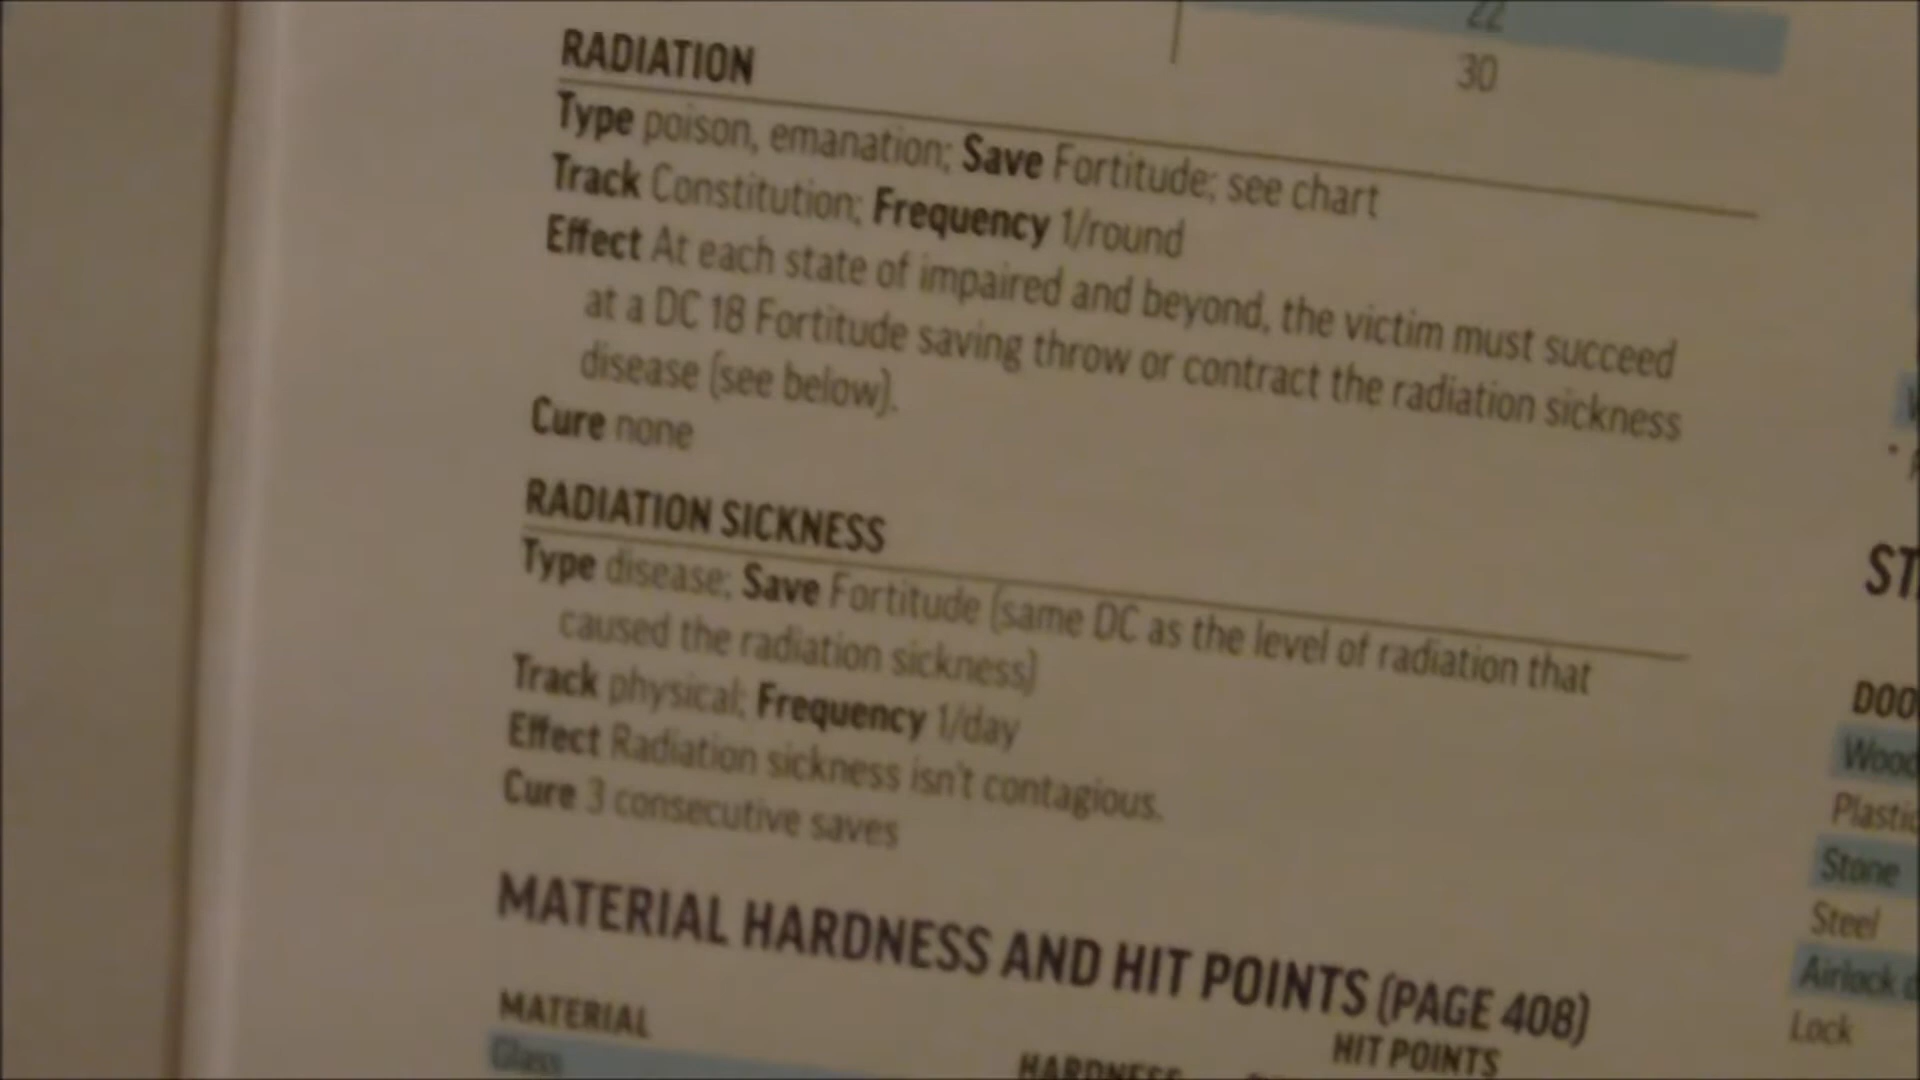 22
30
RADIATION
Type poison, emanation; Save Fortitude; see chart
Track Constitution; Frequency 1/round
Effect At each state of impaired and beyond, the victim must succeed
at a DC 18 Fortitude saving throw or contract the radiation sickness
disease (see below).
Cure none
RADIATION SICKNESS
Type disease; Save Fortitude (same DC as the level of radiation that
caused the radiation sickness)
Track physical; Frequency 1/day
Effect Radiation sickness isn't contagious.
Cure 3 consecutive saves
MATERIAL HARDNESS AND HIT POINTS (PAGE 408)
MATERIAL
HARDNESS
HIT POINTS
Glass
ST
DOO
Wood
Plastic
Stone
Steel
Airlock d
Lock